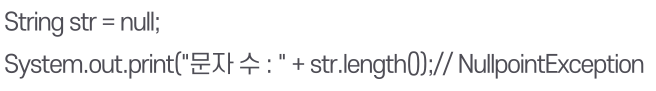 String str = null;
System.out.print("문자 수 : " + str.length());// NullpointException